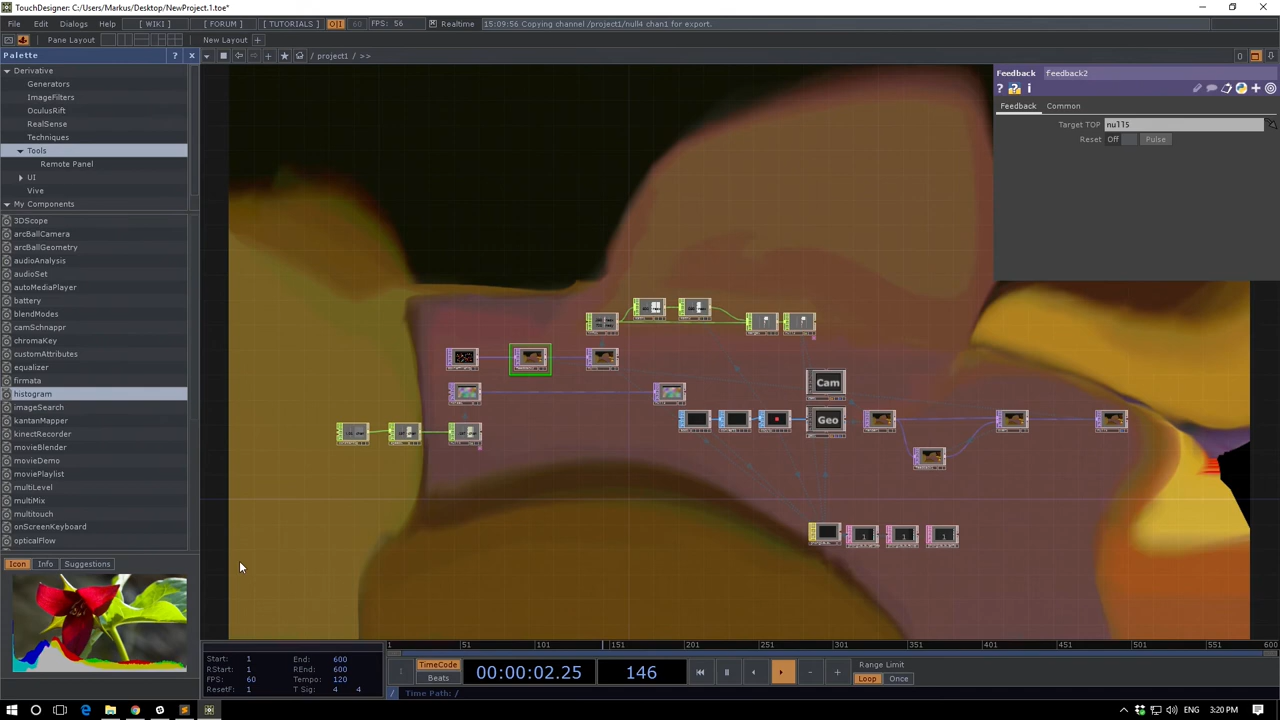 TouchDesigner: C:/Users/Markus/Desktop/NewProject.1.toe*
File Edit Dialogs Help [ WIKI ] [ FORUM ] [ TUTORIALS ] O|I FPS: 56 Realtime 15:09:56 Copying channel /project1/null4 chan1 for export.
Pane Layout New Layout +
Palette ? x / project1 / >> 0
Derivative
Generators
ImageFilters
OculusRift
RealSense
Techniques
Tools
Remote Panel
UI
Vive
My Components
3DScope
arcBallCamera
arcBallGeometry
audioAnalysis
audioSet
autoMediaPlayer
battery
blendModes
camSchnappr
chromaKey
customAttributes
equalizer
firmata
histogram
imageSearch
kantanMapper
kinectRecorder
movieBlender
movieDemo
moviePlaylist
multiLevel
multiMix
multitouch
onScreenKeyboard
opticalFlow
Icon Info Suggestions
Feedback feedback2
? i
Feedback Common
Target TOP null5
Reset Off Pulse
Cam
Geo
1 1 1
1 51 101 151 201 251 301 351 401 451 501 551 600
Start: 1 End: 600
RStart: 1 REnd: 600
FPS: 60 Tempo: 120
ResetF: 1 T Sig: 4 4
TimeCode
Beats
00:00:02.25 146
Range Limit
Loop Once
/ Time Path: /
ENG 3:20 PM